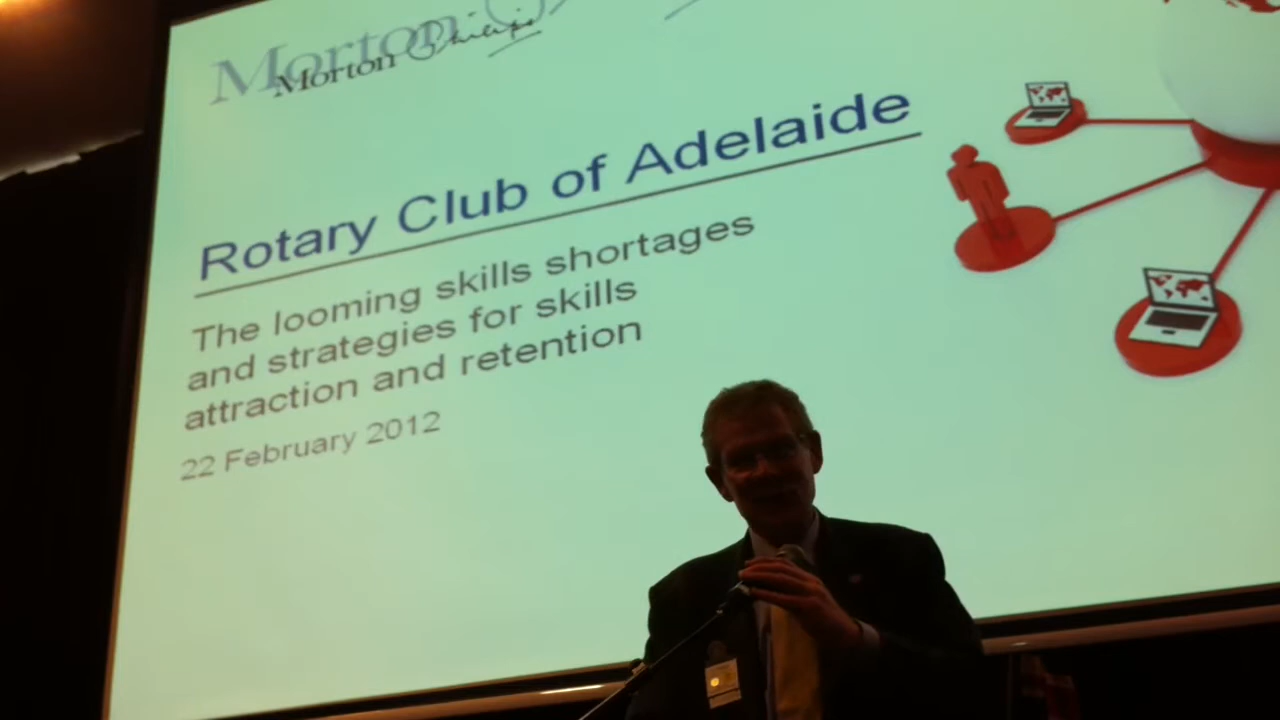 Morton
Morton Philips
Rotary Club of Adelaide
The looming skills shortages
and strategies for skills
attraction and retention
22 February 2012